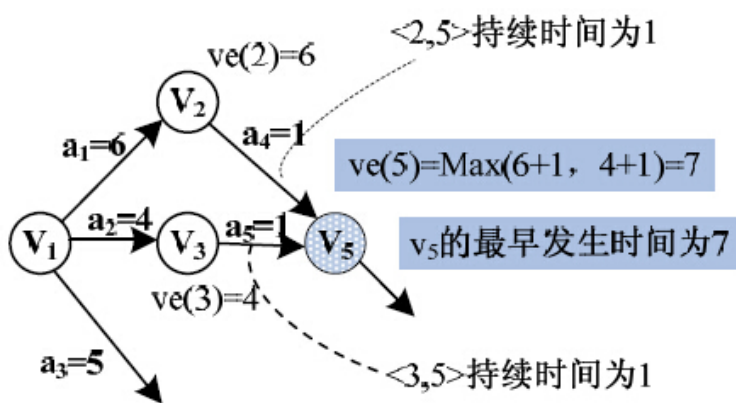 <2,5>持续时间为1
ve(2)=6
V₂
a₁=6
a₄=1
ve(5)=Max(6+1，4+1)=7
V₁
a₂=4
V₃
a₅=1
V₅
v₅的最早发生时间为7
ve(3)=4
a₃=5
<3,5>持续时间为1